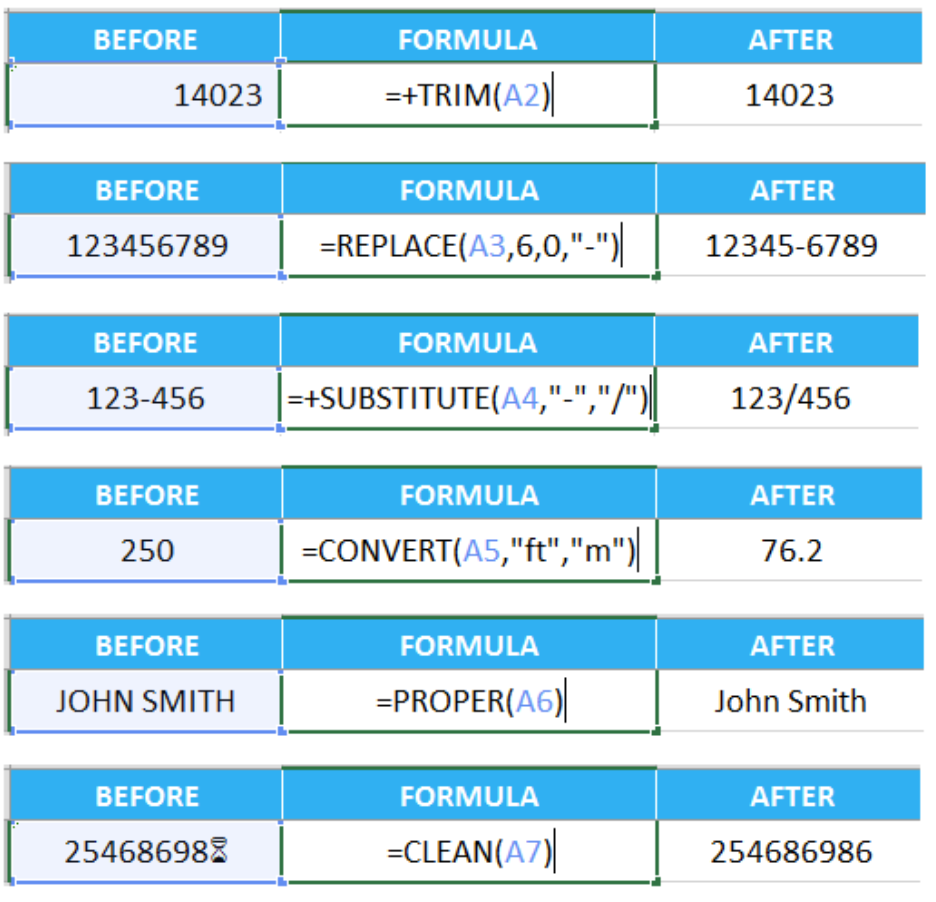 BEFORE FORMULA AFTER
14023 =+TRIM(A2) 14023
BEFORE FORMULA AFTER
123456789 =REPLACE(A3,6,0,"-") 12345-6789
BEFORE FORMULA AFTER
123-456 =+SUBSTITUTE(A4,"-","/") 123/456
BEFORE FORMULA AFTER
250 =CONVERT(A5,"ft","m") 76.2
BEFORE FORMULA AFTER
JOHN SMITH =PROPER(A6) John Smith
BEFORE FORMULA AFTER
25468698⌛ =CLEAN(A7) 254686986